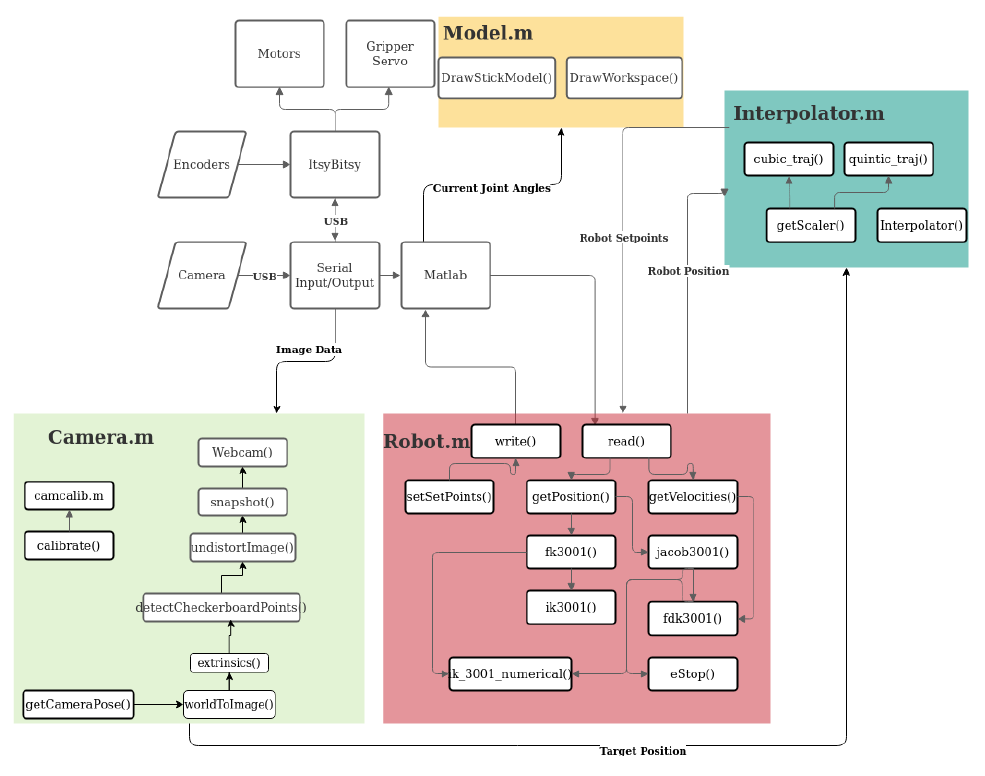 Motors
Gripper
Servo
Model.m
DrawStickModel()
DrawWorkspace()
Interpolator.m
cubic_traj()
quintic_traj()
getScaler()
Interpolator()
Encoders
ItsyBitsy
USB
Current Joint Angles
Robot Setpoints
Robot Position
Camera
USB
Serial
Input/Output
Matlab
Image Data
Camera.m
Webcam()
camcalib.m
snapshot()
calibrate()
undistortImage()
detectCheckerboardPoints()
extrinsics()
getCameraPose()
worldToImage()
Robot.m
write()
read()
setSetPoints()
getPosition()
getVelocities()
fk3001()
jacob3001()
ik3001()
fdk3001()
ik_3001_numerical()
eStop()
Target Position